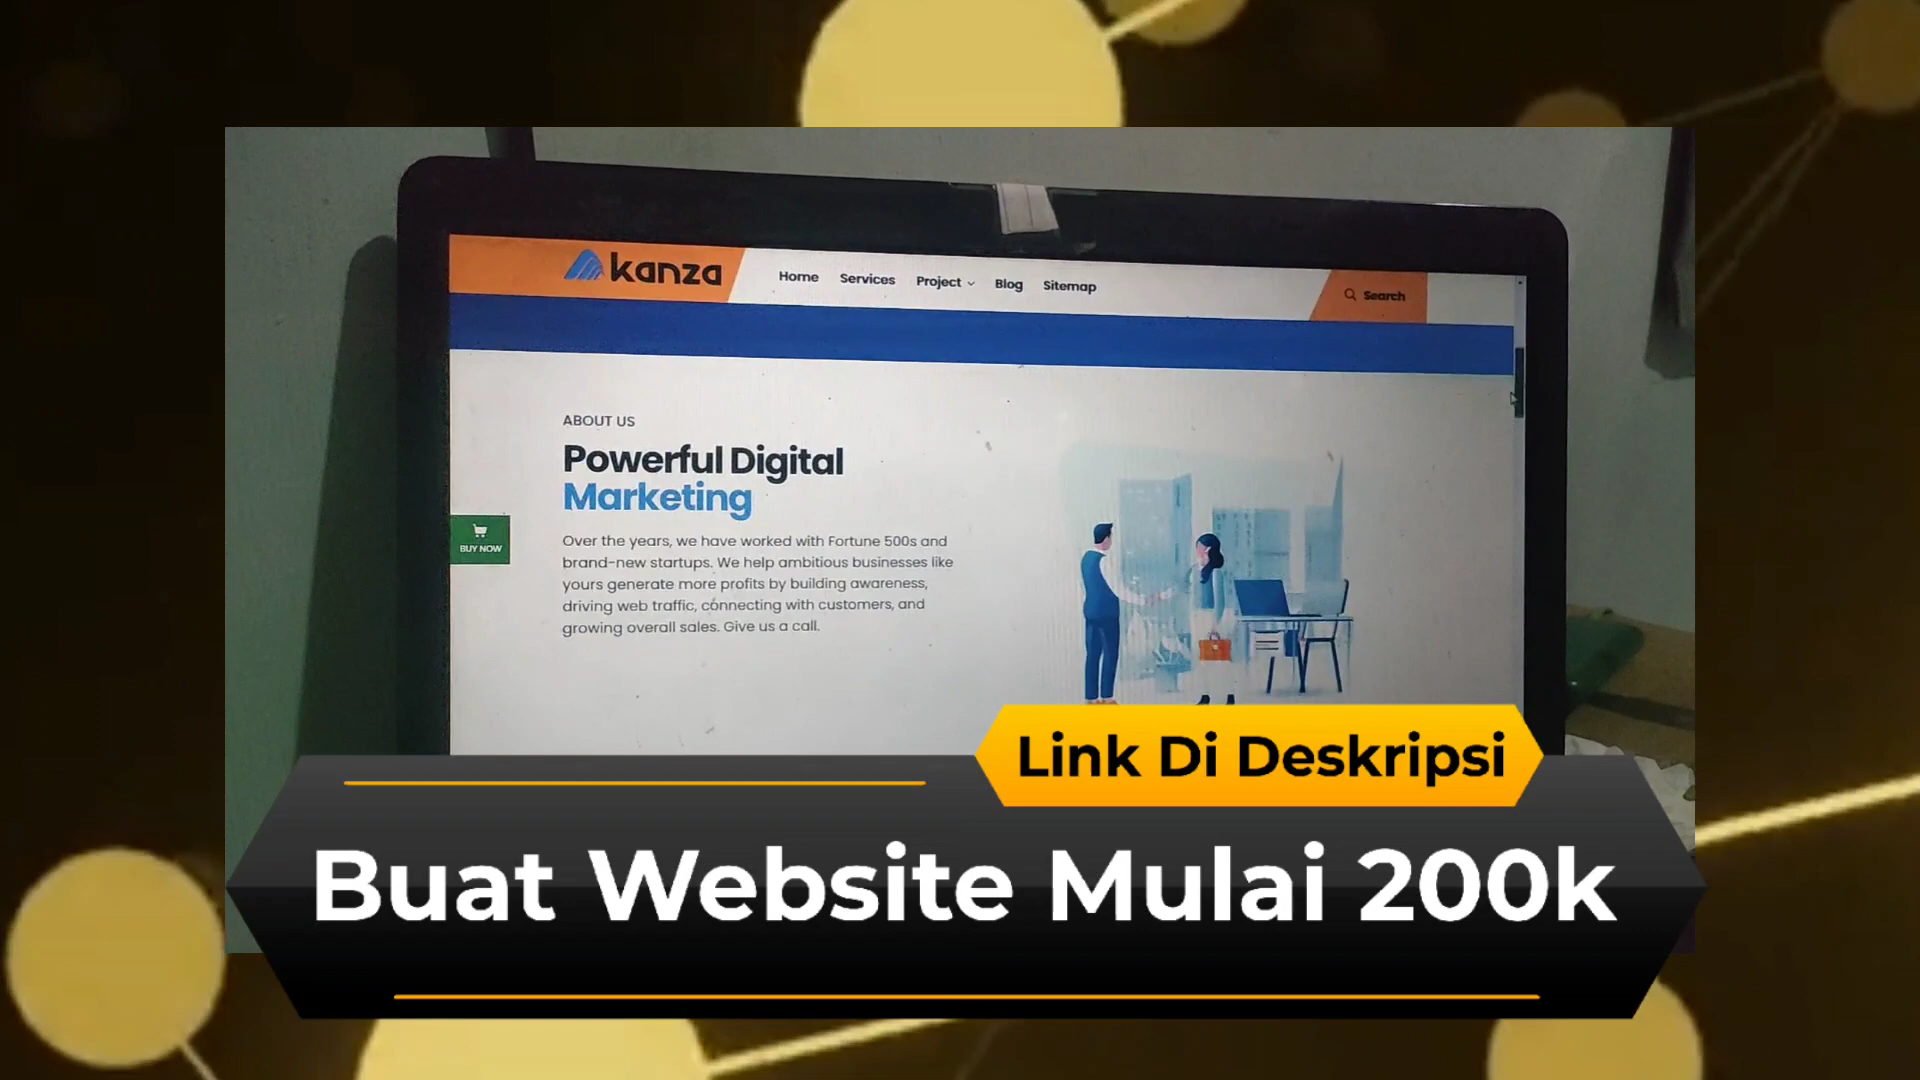 kanza
Home Services Project Blog Sitemap
Search
ABOUT US
Powerful Digital
Marketing
Over the years, we have worked with Fortune 500s and
brand-new startups. We help ambitious businesses like
yours generate more profits by building awareness,
driving web traffic, connecting with customers, and
growing overall sales. Give us a call.
BUY NOW
Link Di Deskripsi
Buat Website Mulai 200k